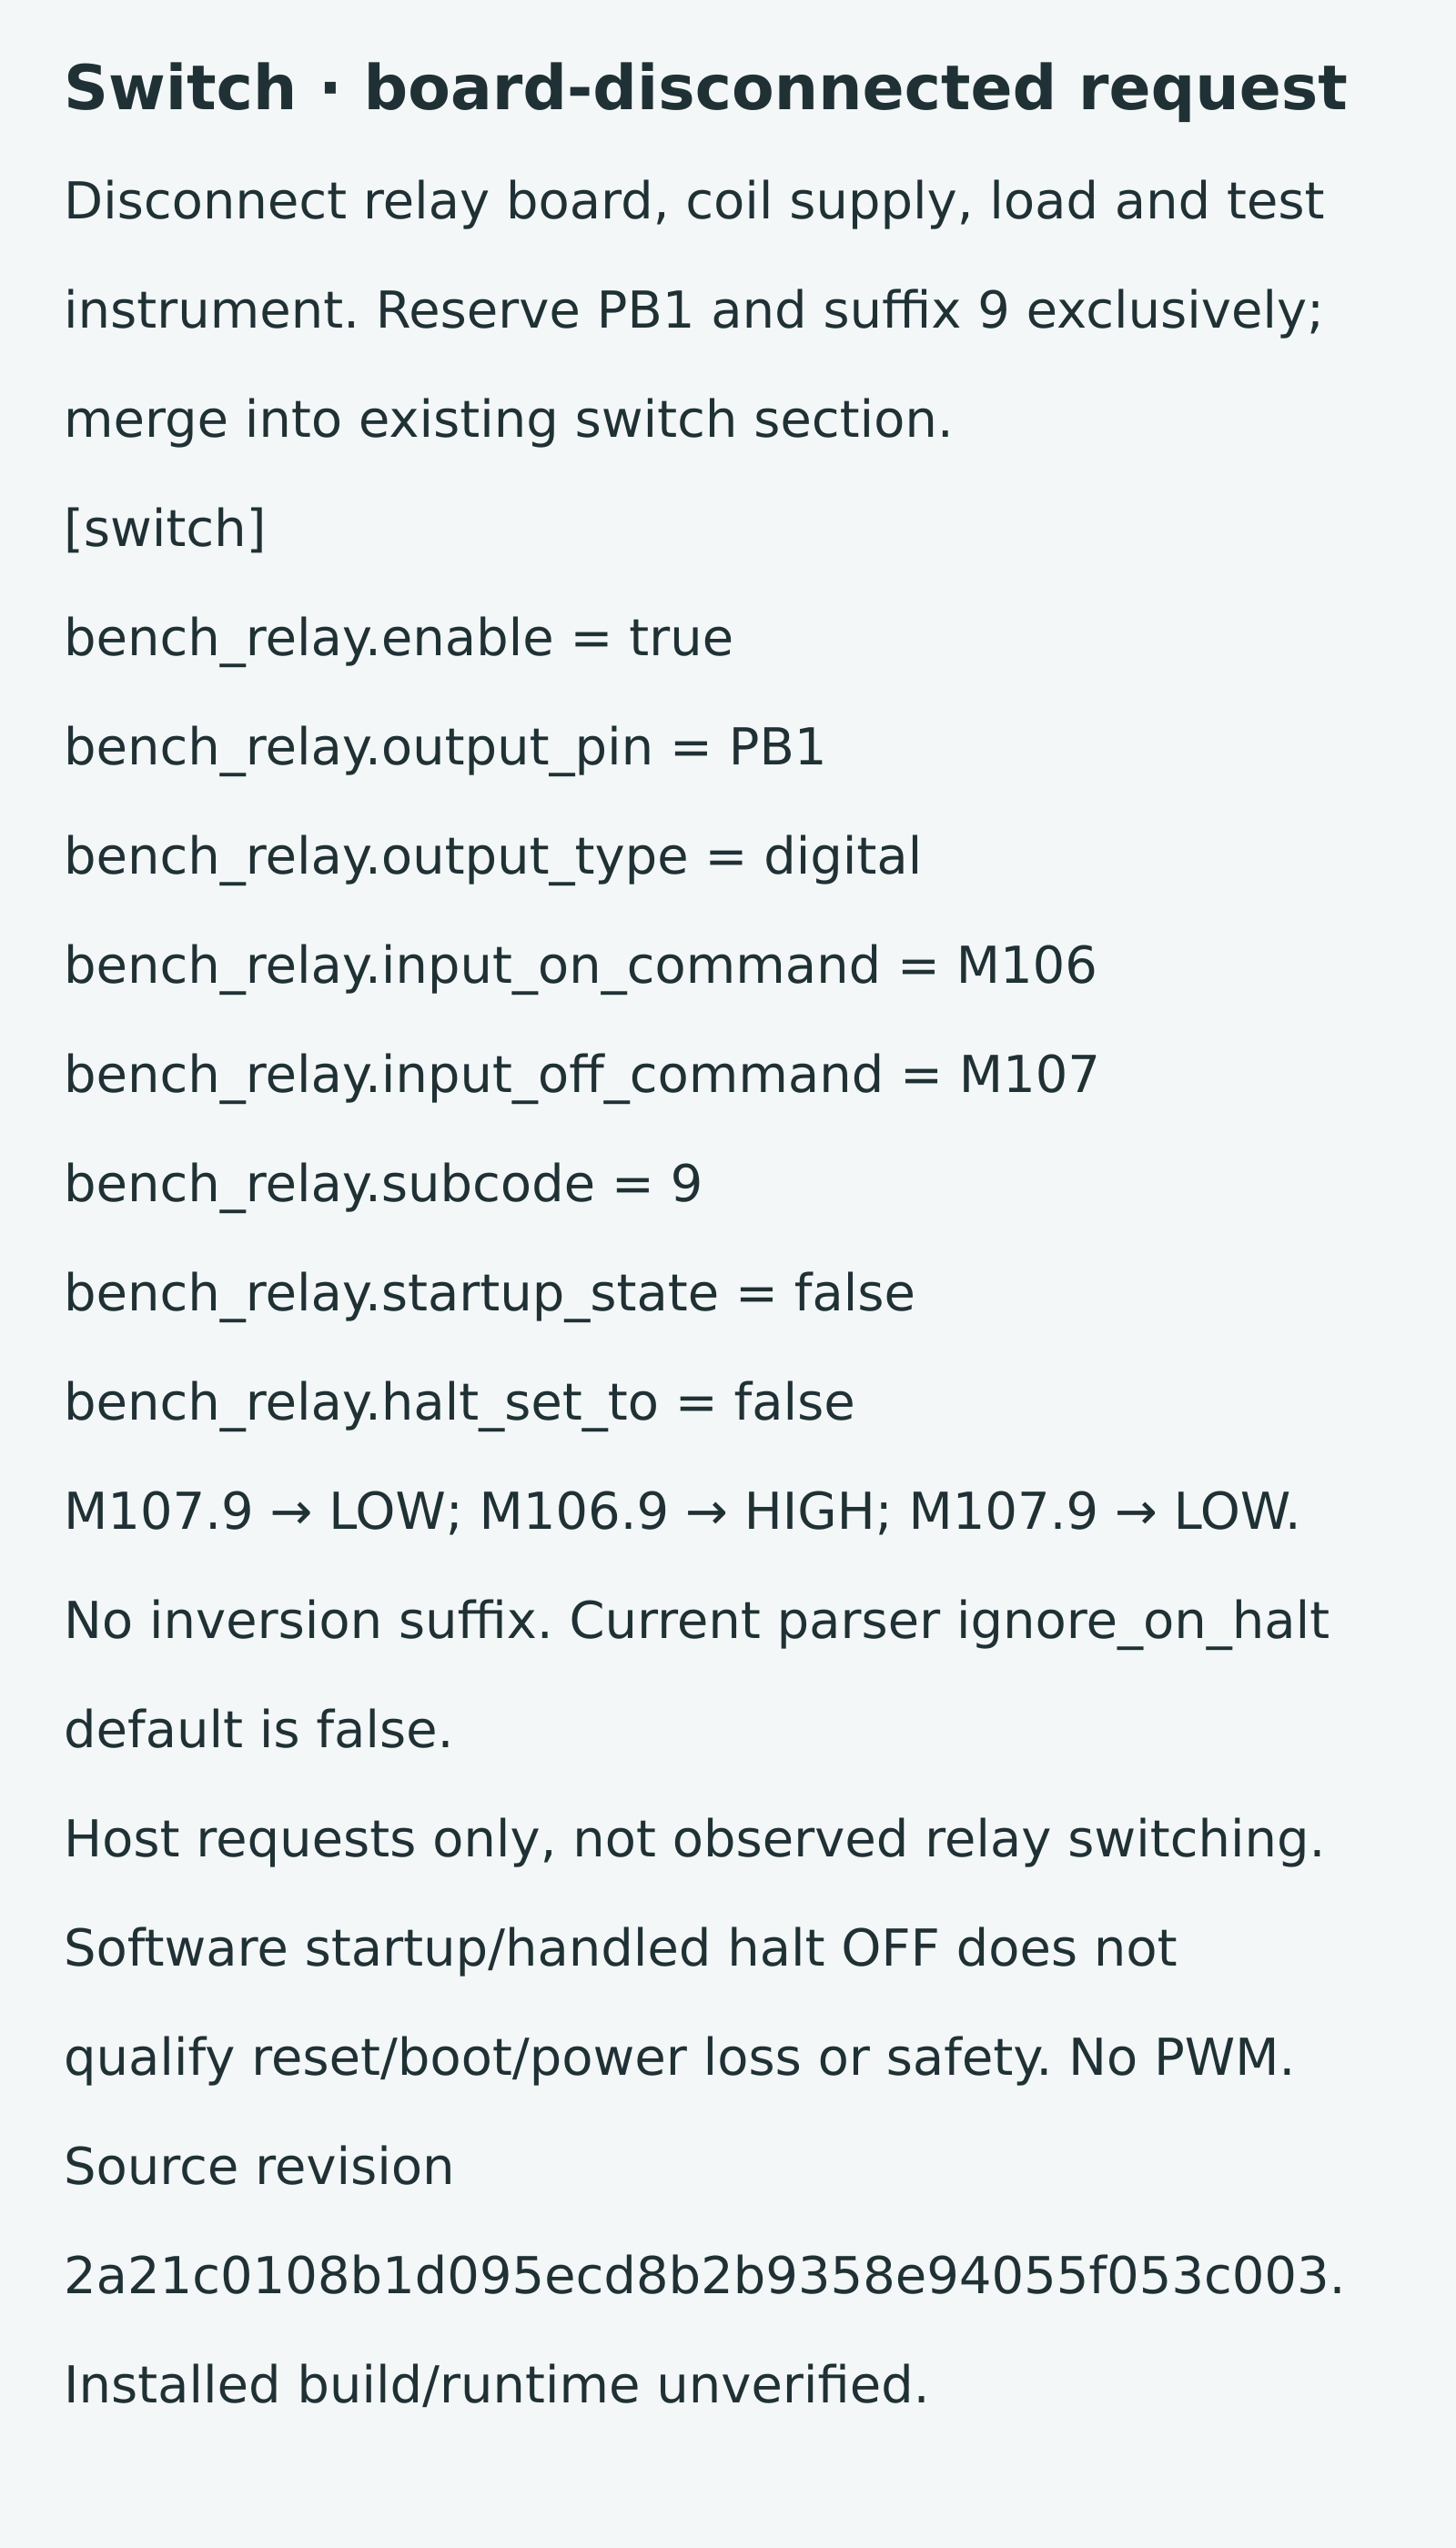 Switch · board-disconnected request
Disconnect relay board, coil supply, load and test
instrument. Reserve PB1 and suffix 9 exclusively;
merge into existing switch section.
[switch]
bench_relay.enable = true
bench_relay.output_pin = PB1
bench_relay.output_type = digital
bench_relay.input_on_command = M106
bench_relay.input_off_command = M107
bench_relay.subcode = 9
bench_relay.startup_state = false
bench_relay.halt_set_to = false
M107.9 → LOW; M106.9 → HIGH; M107.9 → LOW.
No inversion suffix. Current parser ignore_on_halt
default is false.
Host requests only, not observed relay switching.
Software startup/handled halt OFF does not
qualify reset/boot/power loss or safety. No PWM.
Source revision
2a21c0108b1d095ecd8b2b9358e94055f053c003.
Installed build/runtime unverified.